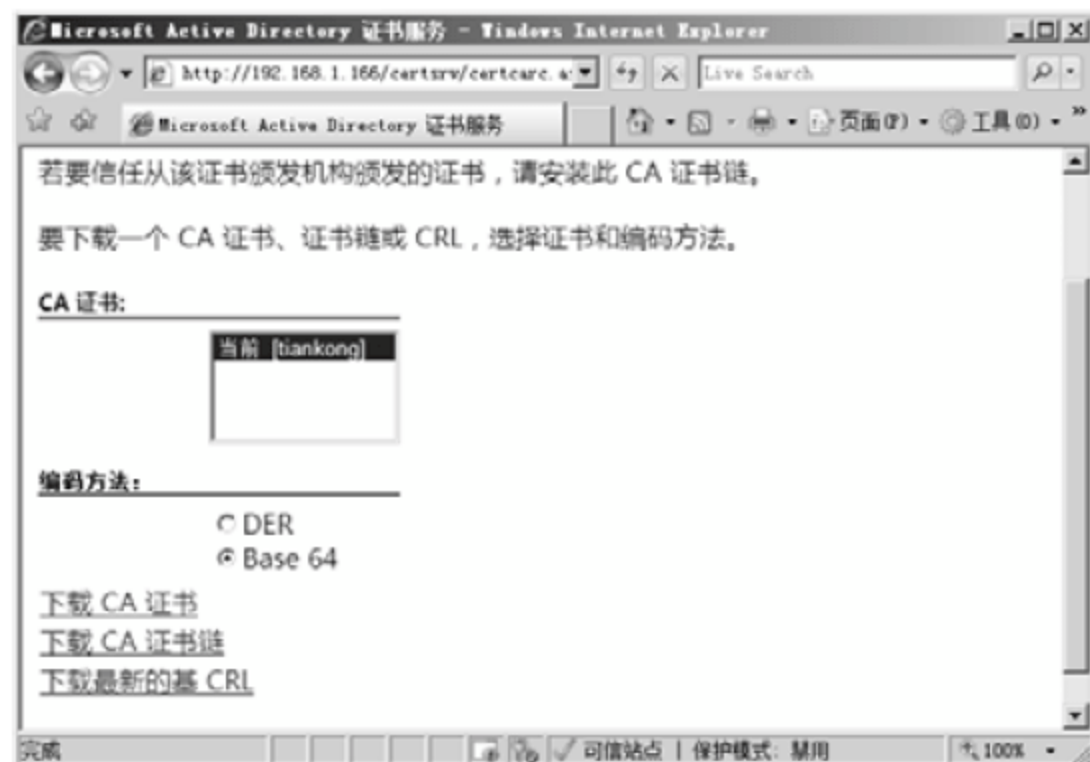 Microsoft Active Directory 证书服务 - Windows Internet Explorer
http://192.168.1.166/certsrv/certcarc.a
Live Search
Microsoft Active Directory 证书服务
页面(P)
工具(O)
»
若要信任从该证书颁发机构颁发的证书，请安装此 CA 证书链。
要下载一个 CA 证书、证书链或 CRL，选择证书和编码方法。
CA 证书:
当前 [tiankong]
编码方法:
DER
Base 64
下载 CA 证书
下载 CA 证书链
下载最新的基 CRL
完成
可信站点 | 保护模式: 禁用
100%